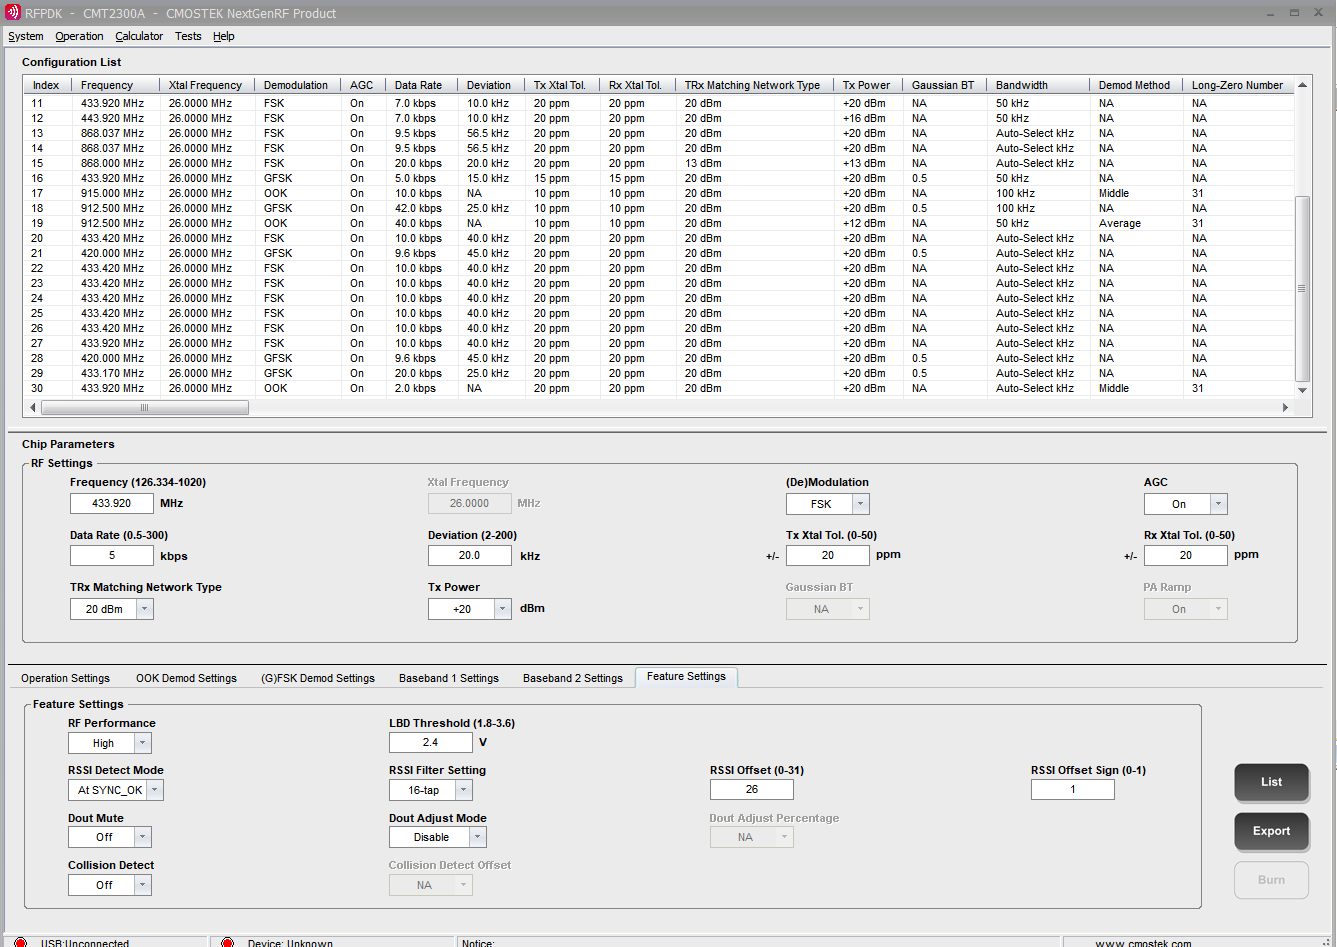 RFPDK - CMT2300A - CMOSTEK NextGenRF Product
System Operation Calculator Tests Help
Configuration List
Index Frequency Xtal Frequency Demodulation AGC Data Rate Deviation Tx Xtal Tol. Rx Xtal Tol. TRx Matching Network Type Tx Power Gaussian BT Bandwidth Demod Method Long-Zero Number
11 433.920 MHz 26.0000 MHz FSK On 7.0 kbps 10.0 kHz 20 ppm 20 ppm 20 dBm +20 dBm NA 50 kHz NA NA
12 443.920 MHz 26.0000 MHz FSK On 7.0 kbps 10.0 kHz 20 ppm 20 ppm 20 dBm +16 dBm NA 50 kHz NA NA
13 868.037 MHz 26.0000 MHz FSK On 9.5 kbps 56.5 kHz 20 ppm 20 ppm 20 dBm +20 dBm NA Auto-Select kHz NA NA
14 868.037 MHz 26.0000 MHz FSK On 9.5 kbps 56.5 kHz 20 ppm 20 ppm 20 dBm +20 dBm NA Auto-Select kHz NA NA
15 868.000 MHz 26.0000 MHz FSK On 20.0 kbps 20.0 kHz 20 ppm 20 ppm 13 dBm +13 dBm NA Auto-Select kHz NA NA
16 433.920 MHz 26.0000 MHz GFSK On 5.0 kbps 15.0 kHz 15 ppm 15 ppm 20 dBm +20 dBm 0.5 50 kHz NA NA
17 915.000 MHz 26.0000 MHz OOK On 10.0 kbps NA 10 ppm 10 ppm 20 dBm +20 dBm NA 100 kHz Middle 31
18 912.500 MHz 26.0000 MHz GFSK On 42.0 kbps 25.0 kHz 10 ppm 10 ppm 20 dBm +20 dBm 0.5 100 kHz NA NA
19 912.500 MHz 26.0000 MHz OOK On 40.0 kbps NA 10 ppm 10 ppm 20 dBm +12 dBm NA 50 kHz Average 31
20 433.420 MHz 26.0000 MHz FSK On 10.0 kbps 40.0 kHz 20 ppm 20 ppm 20 dBm +20 dBm NA Auto-Select kHz NA NA
21 420.000 MHz 26.0000 MHz GFSK On 9.6 kbps 45.0 kHz 20 ppm 20 ppm 20 dBm +20 dBm 0.5 Auto-Select kHz NA NA
22 433.420 MHz 26.0000 MHz FSK On 10.0 kbps 40.0 kHz 20 ppm 20 ppm 20 dBm +20 dBm NA Auto-Select kHz NA NA
23 433.420 MHz 26.0000 MHz FSK On 10.0 kbps 40.0 kHz 20 ppm 20 ppm 20 dBm +20 dBm NA Auto-Select kHz NA NA
24 433.420 MHz 26.0000 MHz FSK On 10.0 kbps 40.0 kHz 20 ppm 20 ppm 20 dBm +20 dBm NA Auto-Select kHz NA NA
25 433.420 MHz 26.0000 MHz FSK On 10.0 kbps 40.0 kHz 20 ppm 20 ppm 20 dBm +20 dBm NA Auto-Select kHz NA NA
26 433.420 MHz 26.0000 MHz FSK On 10.0 kbps 40.0 kHz 20 ppm 20 ppm 20 dBm +20 dBm NA Auto-Select kHz NA NA
27 433.920 MHz 26.0000 MHz FSK On 10.0 kbps 40.0 kHz 20 ppm 20 ppm 20 dBm +20 dBm NA Auto-Select kHz NA NA
28 420.000 MHz 26.0000 MHz GFSK On 9.6 kbps 45.0 kHz 20 ppm 20 ppm 20 dBm +20 dBm 0.5 Auto-Select kHz NA NA
29 433.170 MHz 26.0000 MHz GFSK On 20.0 kbps 25.0 kHz 20 ppm 20 ppm 20 dBm +20 dBm 0.5 Auto-Select kHz NA NA
30 433.920 MHz 26.0000 MHz OOK On 2.0 kbps NA 20 ppm 20 ppm 20 dBm +20 dBm NA Auto-Select kHz Middle 31
Chip Parameters
RF Settings
Frequency (126.334-1020) Xtal Frequency (De)Modulation AGC
433.920 MHz 26.0000 MHz FSK On
Data Rate (0.5-300) Deviation (2-200) Tx Xtal Tol. (0-50) Rx Xtal Tol. (0-50)
5 kbps 20.0 kHz +/- 20 ppm +/- 20 ppm
TRx Matching Network Type Tx Power Gaussian BT PA Ramp
20 dBm +20 dBm NA On
Operation Settings OOK Demod Settings (G)FSK Demod Settings Baseband 1 Settings Baseband 2 Settings Feature Settings
Feature Settings
RF Performance LBD Threshold (1.8-3.6)
High 2.4 V
RSSI Detect Mode RSSI Filter Setting RSSI Offset (0-31) RSSI Offset Sign (0-1)
At SYNC_OK 16-tap 26 1
List
Dout Mute Dout Adjust Mode Dout Adjust Percentage
Off Disable NA
Export
Collision Detect Collision Detect Offset
Off NA
Burn
USB:Unconnected Device: Unknown Notice: www.cmostek.com